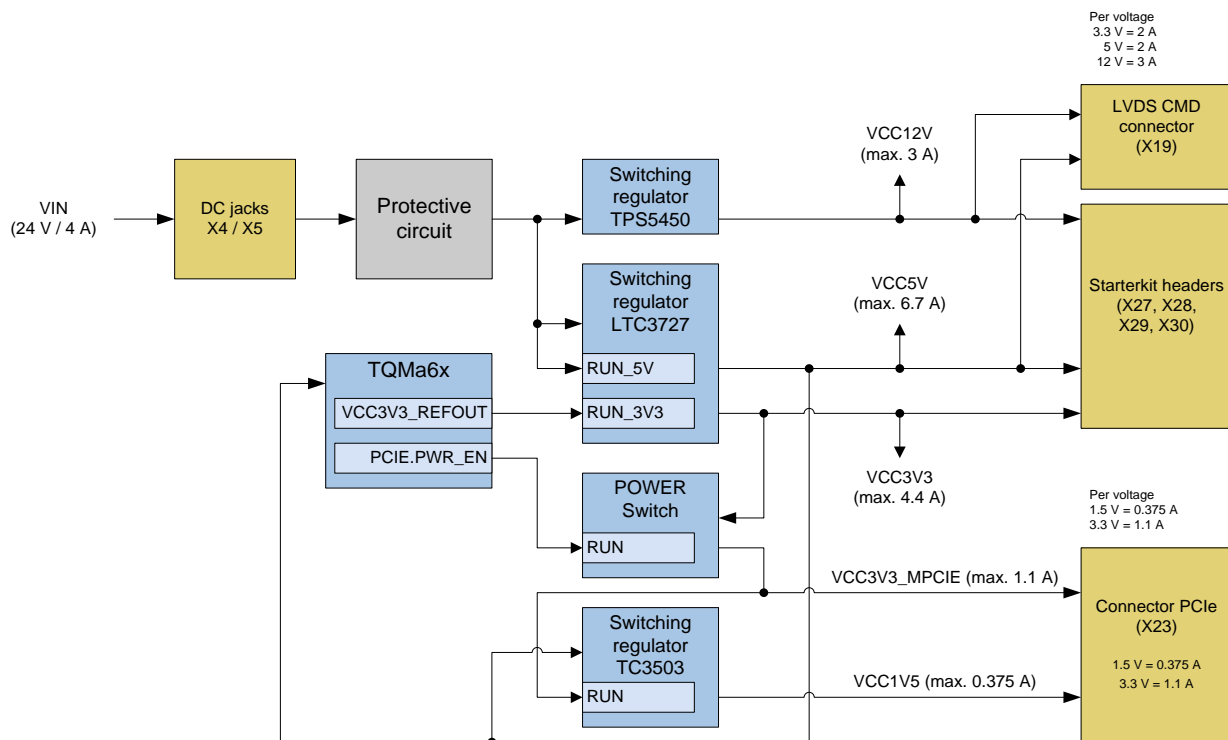 Per voltage
3.3 V = 2 A
5 V = 2 A
12 V = 3 A
LVDS CMD
connector
(X19)
VCC12V
(max. 3 A)
VIN
(24 V / 4 A)
DC jacks
X4 / X5
Protective
circuit
Switching
regulator
TPS5450
Switching
regulator
LTC3727
RUN_5V
RUN_3V3
VCC5V
(max. 6.7 A)
Starterkit headers
(X27, X28,
X29, X30)
TQMa6x
VCC3V3_REFOUT
PCIE.PWR_EN
VCC3V3
(max. 4.4 A)
POWER
Switch
RUN
Per voltage
1.5 V = 0.375 A
3.3 V = 1.1 A
VCC3V3_MPCIE (max. 1.1 A)
Connector PCIe
(X23)
1.5 V = 0.375 A
3.3 V = 1.1 A
Switching
regulator
TC3503
RUN
VCC1V5 (max. 0.375 A)